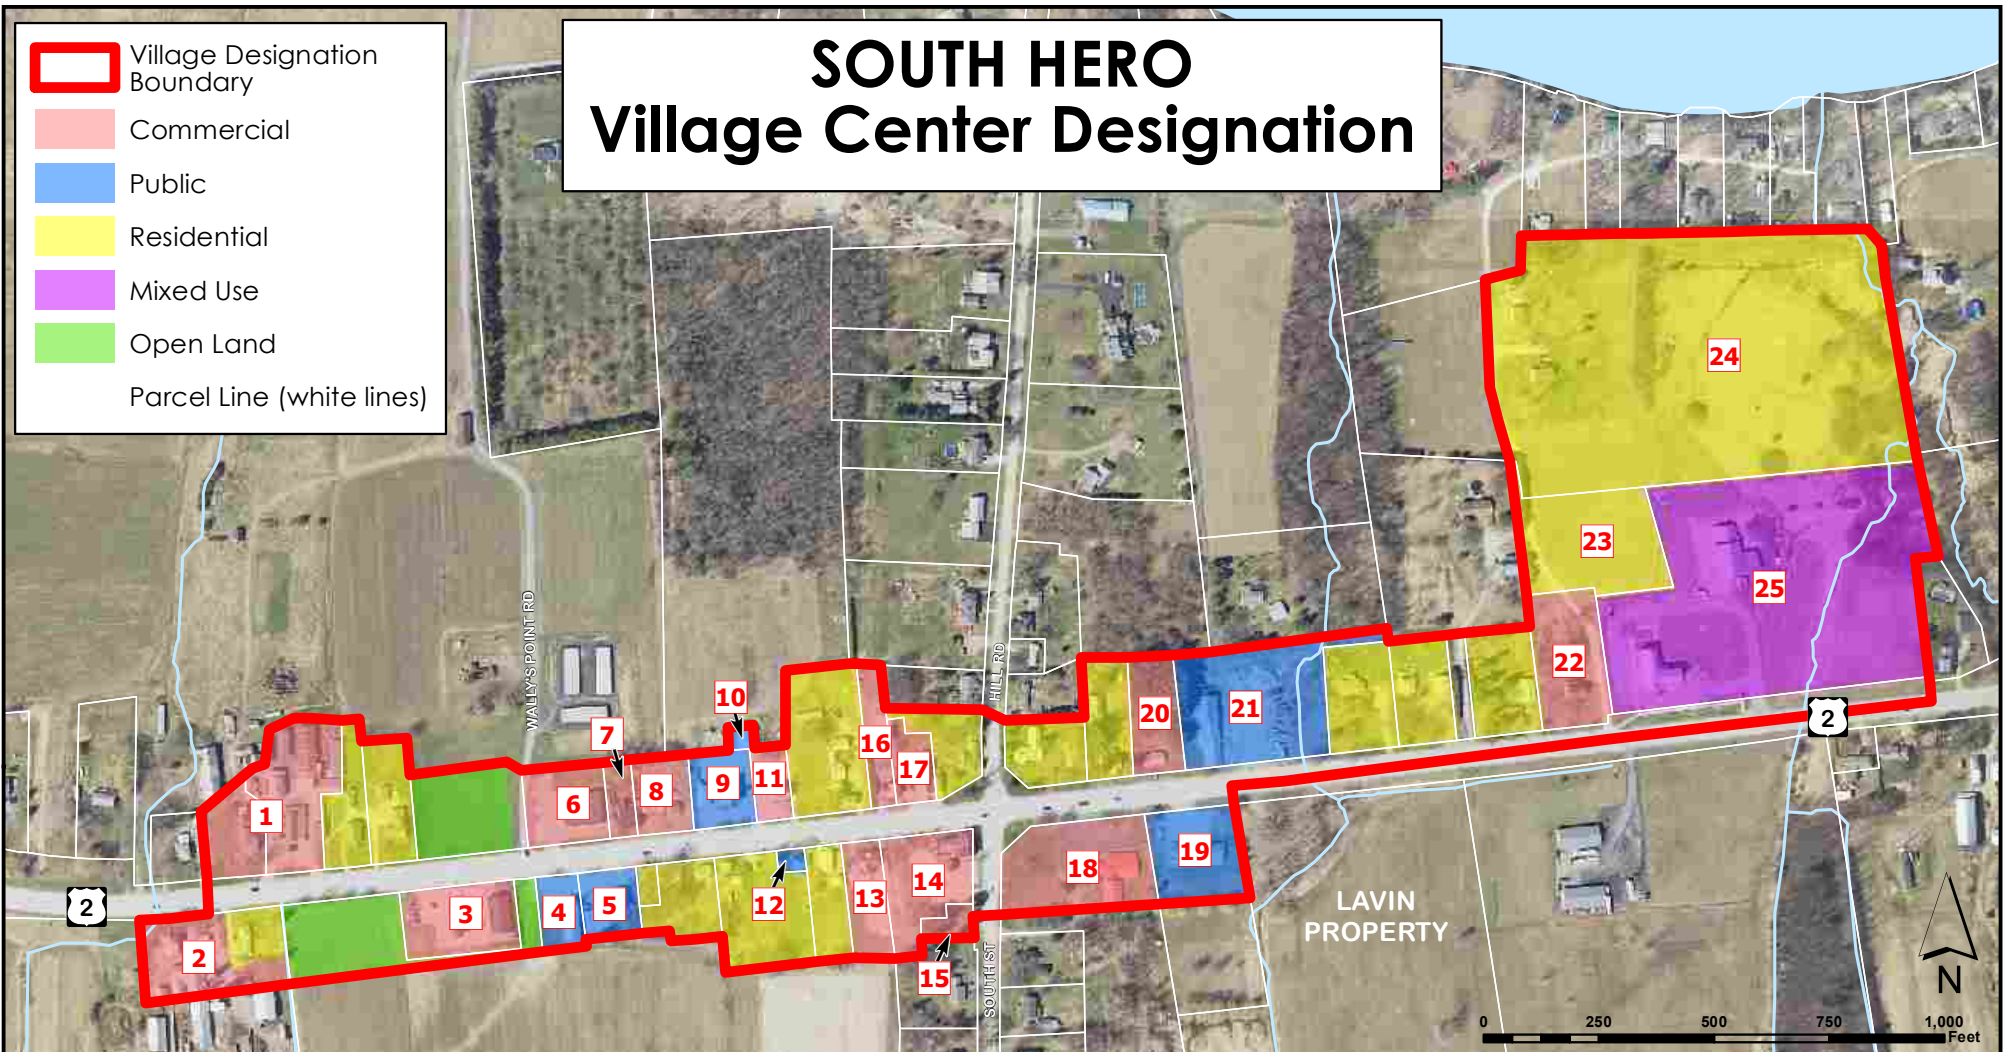 SOUTH HERO
Village Center Designation
Village Designation
Boundary
Commercial
Public
Residential
Mixed Use
Open Land
Parcel Line (white lines)
WALLY'S POINT RD
HILL RD
SOUTH ST
LAVIN
PROPERTY
1
2
3
4
5
6
7
8
9
10
11
12
13
14
15
16
17
18
19
20
21
22
23
24
25
2
2
N
0 250 500 750 1,000
Feet